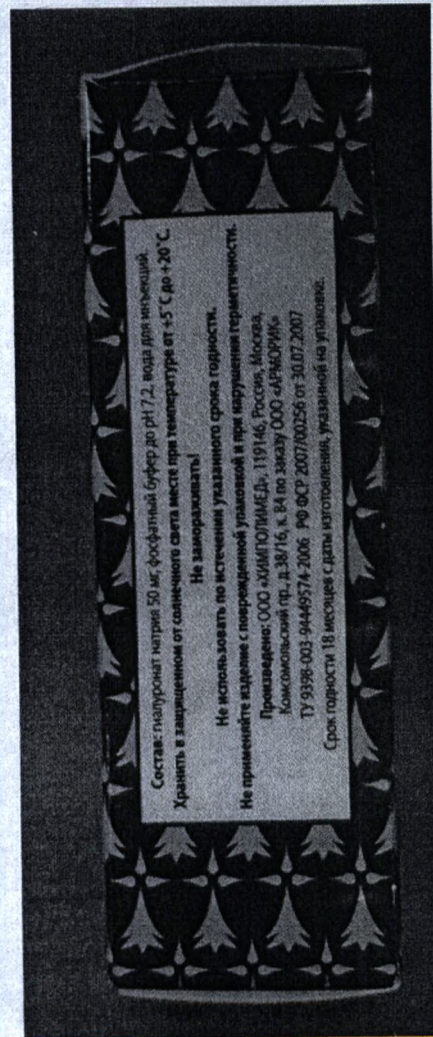 Состав: гиалуронат натрия 50 мг, фосфатный буфер до pH 7,2, вода для инъекций.
Хранить в защищенном от солнечного света месте при температуре от +5˚C до +20˚C.
Не замораживать!
Не использовать по истечении указанного срока годности.
Не применяйте изделие с поврежденной упаковкой и при нарушении герметичности.
Произведено: ООО «ХИМПОЛИМЕД», 119146, Россия, Москва,
Комсомольский пр., д.38/16, к. В4 по заказу ООО «АРМОРИК»
ТУ 9398-003-94449574-2006 РФ ФСР 2007/00256 от 30.07.2007
Срок годности 18 месяцев с даты изготовления, указанной на упаковке.